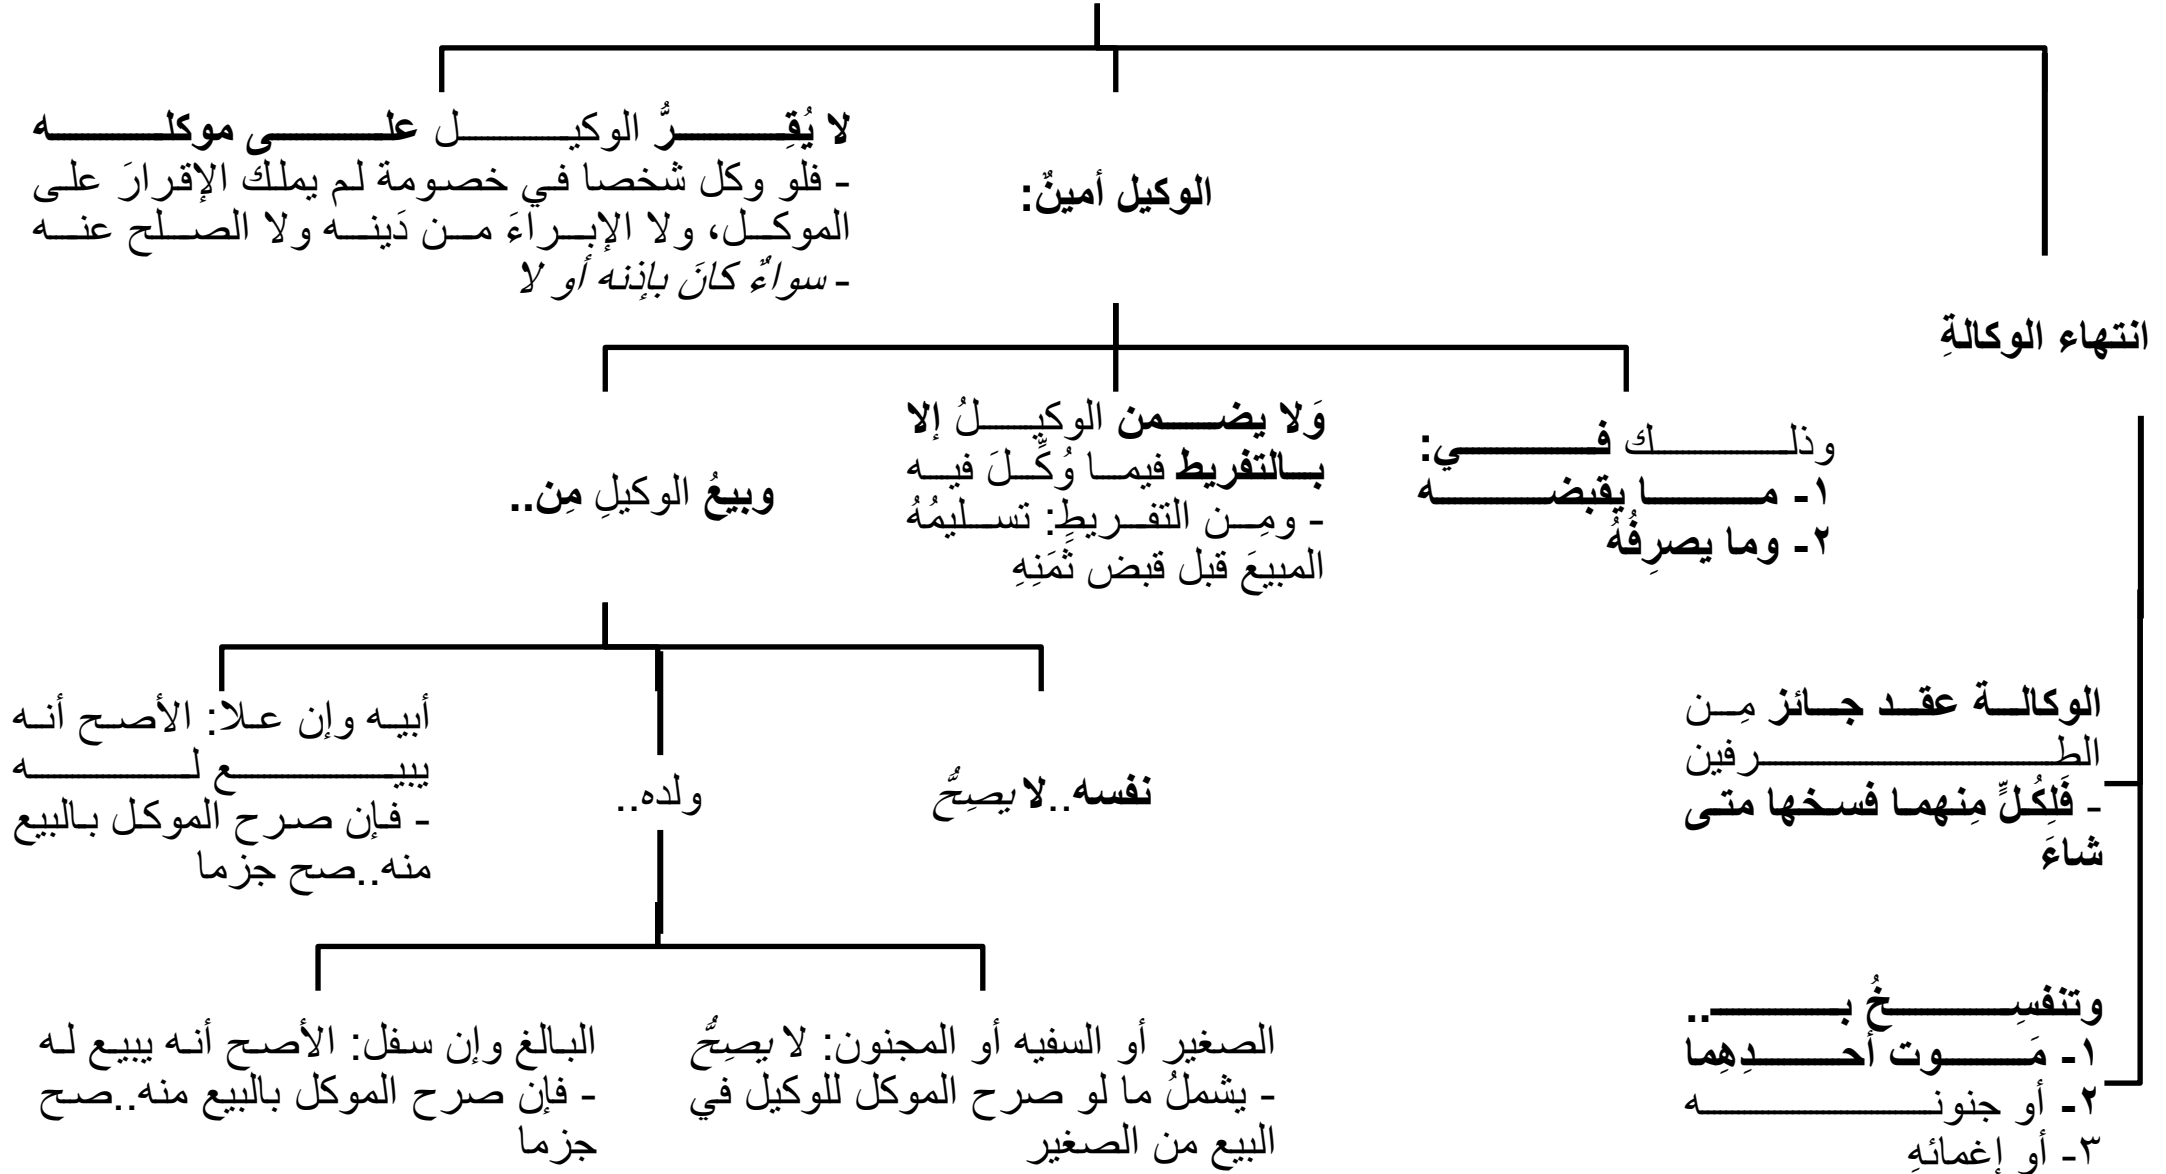 انتهاء الوكالةِ
الوكالة عقد جائز مِن
الطرفين
- فَلِكُلٍّ مِنهما فسخها متى
شاءَ
وتنفسِخُ بـ..
١- مَوت أحدِهِما
٢- أو جنونه
٣- أو إغمائهِ
الوكيل أمينٌ:
وذلك في:
١- ما يقبضه
٢- وما يصرِفُهُ
وَلا يضمن الوكيلُ إلا
بالتفريط فيما وُكِّلَ فيه
- ومِن التفريطِ: تسليمُهُ
المبيعَ قبل قبض ثَمَنِهِ
وبيعُ الوكيلِ مِن..
نفسه..لا يصِحُّ
ولده..
الصغير أو السفيه أو المجنون: لا يصِحُّ
- يشملُ ما لو صرح الموكل للوكيل في
البيع من الصغير
البالغ وإن سفل: الأصح أنه يبيع له
- فإن صرح الموكل بالبيع منه..صح
جزما
أبيه وإن علا: الأصح أنه
يبيع له
- فإن صرح الموكل بالبيع
منه..صح جزما
لا يُقِرُّ الوكيل على موكله
- فلو وكل شخصا في خصومة لم يملك الإقرارَ على
الموكل، ولا الإبراءَ من دَينه ولا الصلح عنه
- سواءٌ كانَ بإذنه أو لا